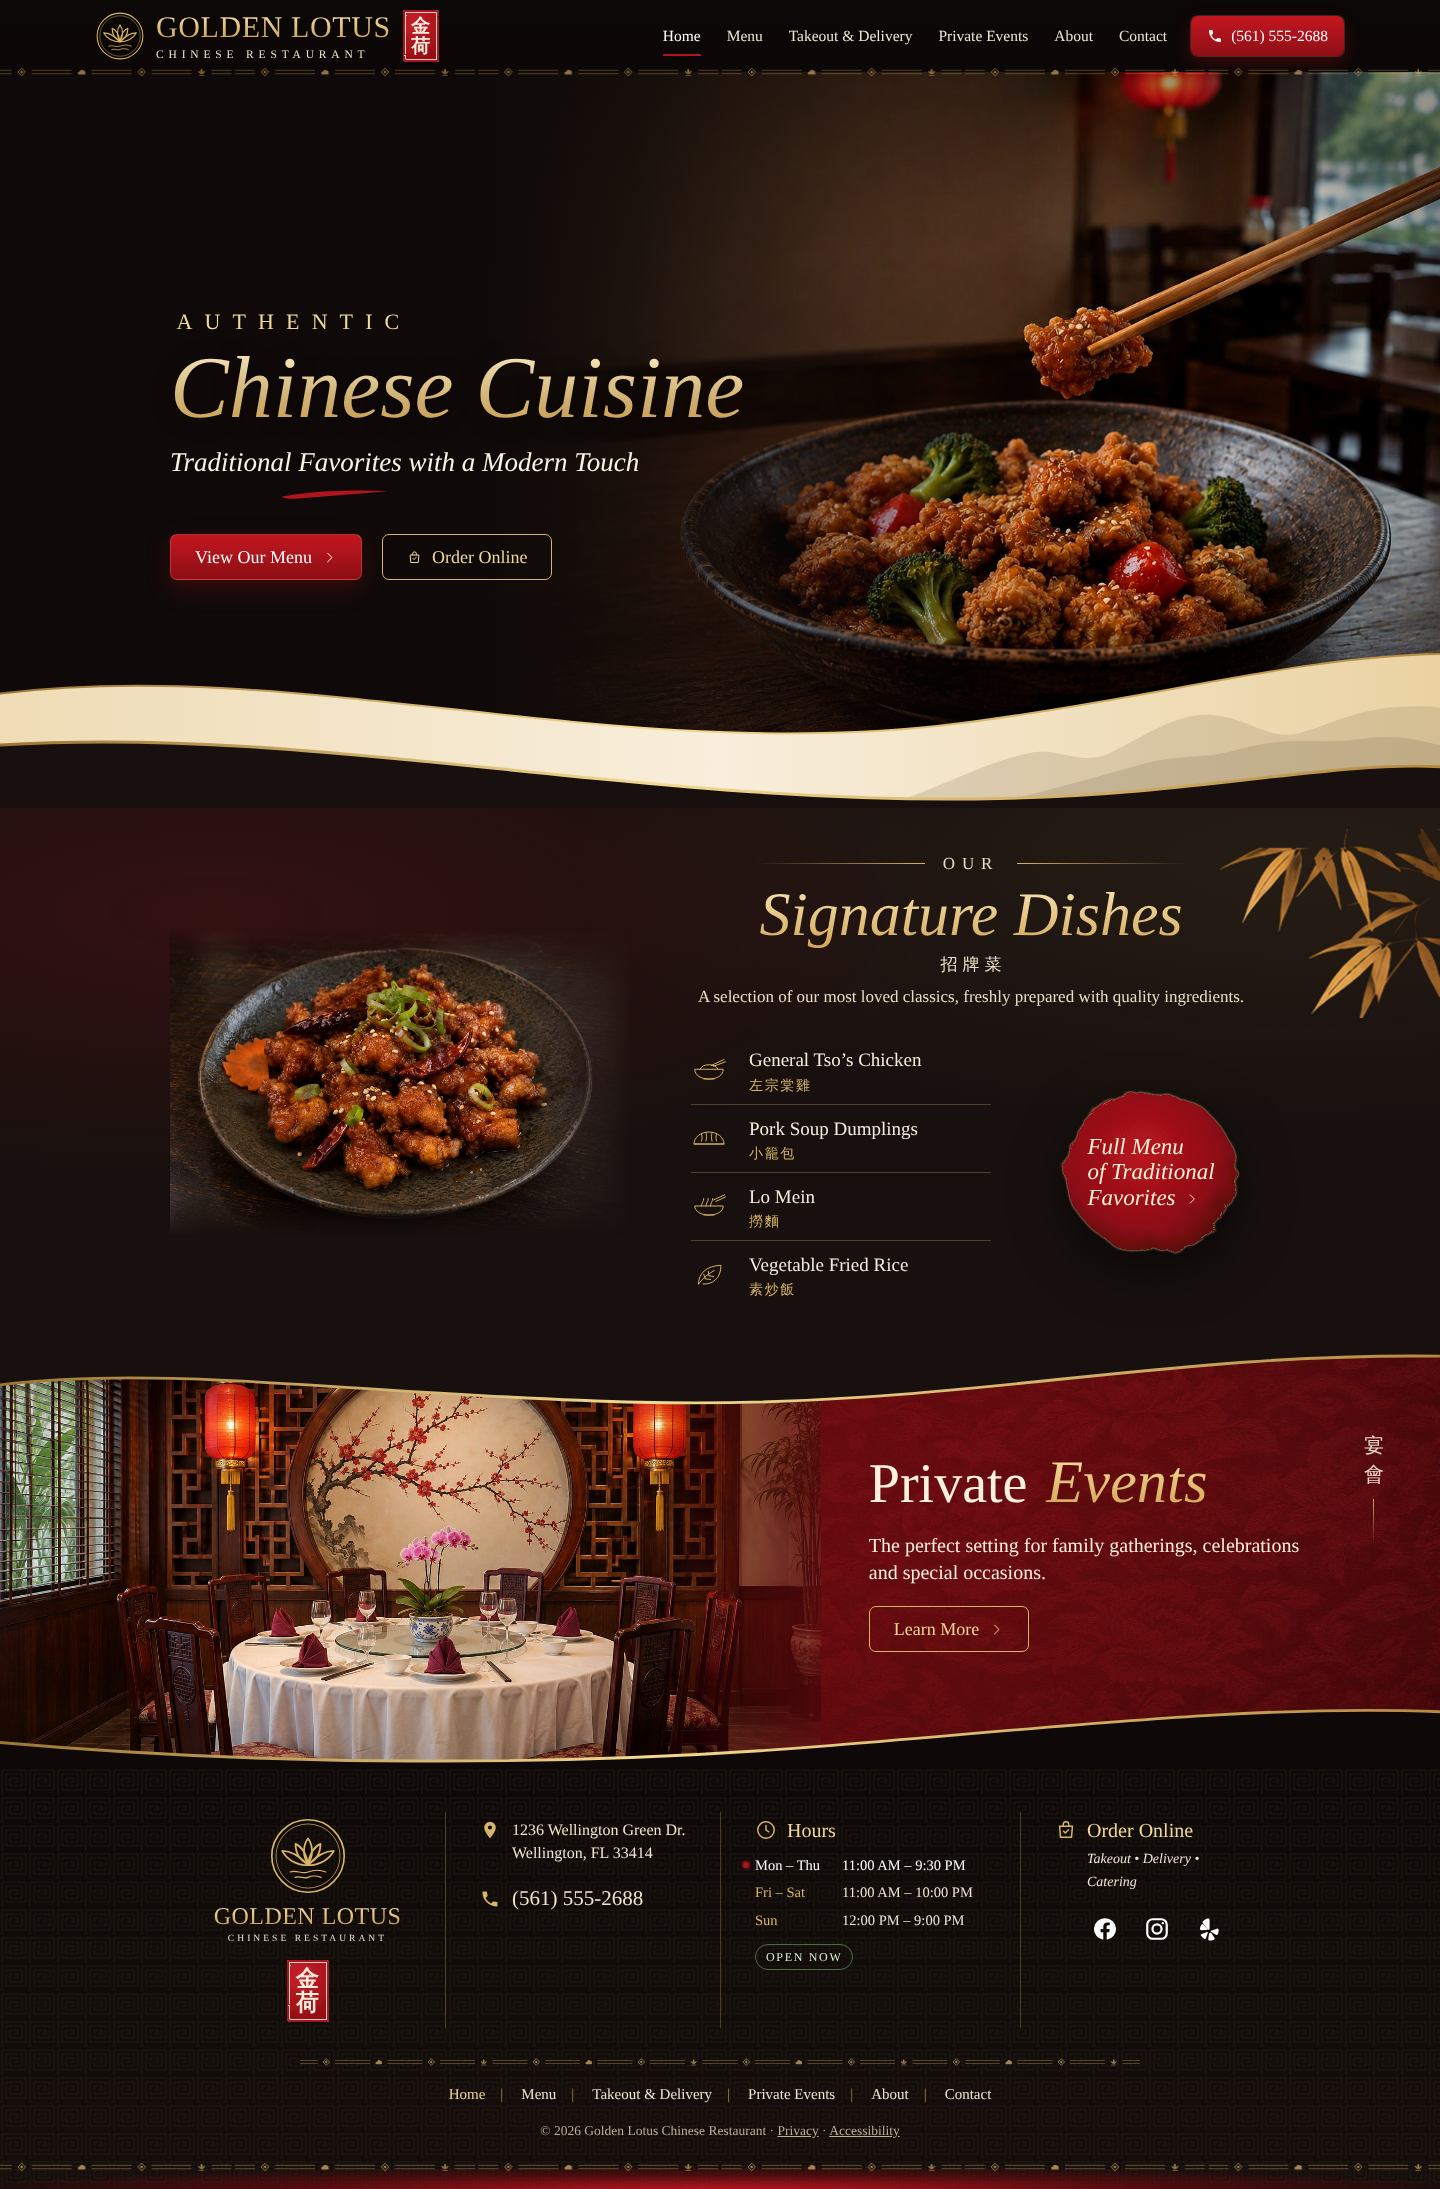 GOLDEN LOTUS
CHINESE RESTAURANT
金荷
Home Menu Takeout & Delivery Private Events About Contact (561) 555-2688
AUTHENTIC
Chinese Cuisine
Traditional Favorites with a Modern Touch
View Our Menu
Order Online
OUR
Signature Dishes
招牌菜
A selection of our most loved classics, freshly prepared with quality ingredients.
General Tso’s Chicken
左宗棠雞
Pork Soup Dumplings
小籠包
Lo Mein
撈麵
Vegetable Fried Rice
素炒飯
Full Menu
of Traditional
Favorites
Private Events
宴會
The perfect setting for family gatherings, celebrations
and special occasions.
Learn More
GOLDEN LOTUS
CHINESE RESTAURANT
金荷
1236 Wellington Green Dr.
Wellington, FL 33414
(561) 555-2688
Hours
Mon – Thu 11:00 AM – 9:30 PM
Fri – Sat 11:00 AM – 10:00 PM
Sun 12:00 PM – 9:00 PM
OPEN NOW
Order Online
Takeout • Delivery •
Catering
Home | Menu | Takeout & Delivery | Private Events | About | Contact
© 2026 Golden Lotus Chinese Restaurant · Privacy · Accessibility